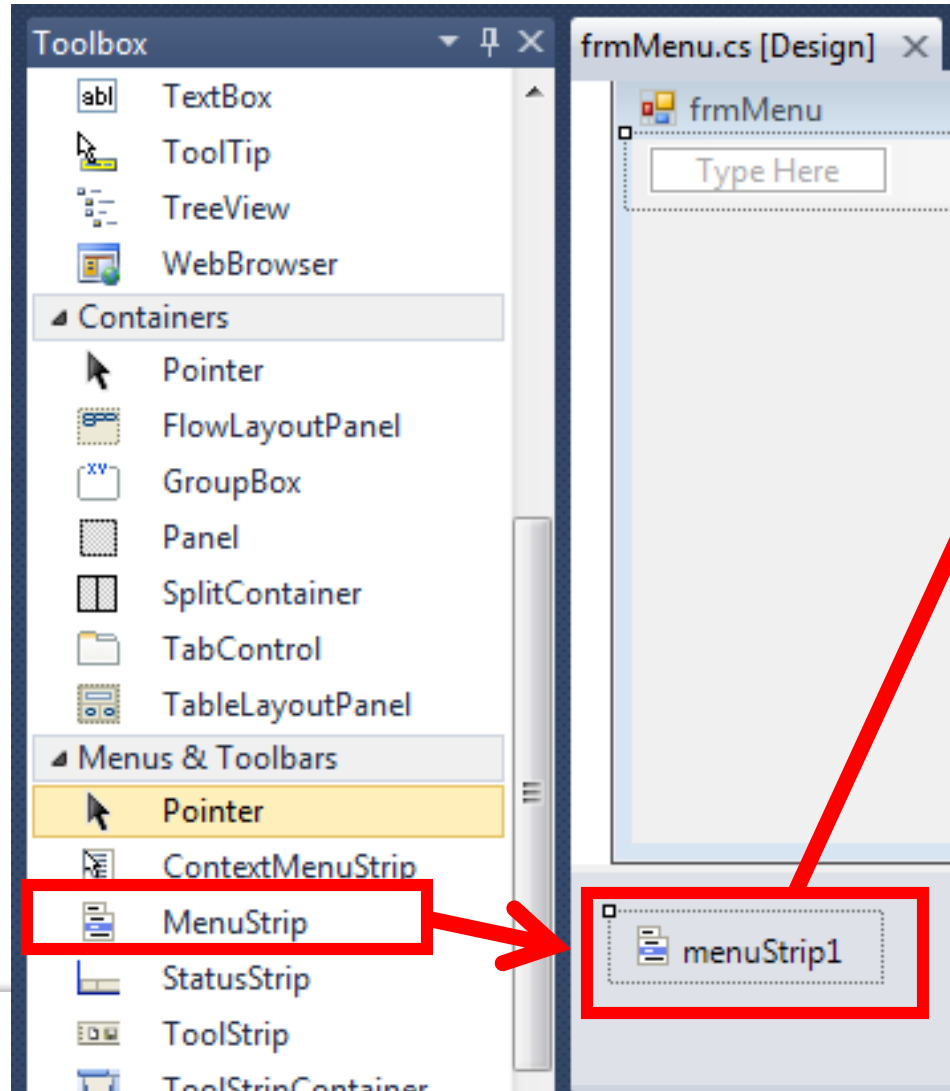 Toolbox
TextBox
ToolTip
TreeView
WebBrowser
Containers
Pointer
FlowLayoutPanel
GroupBox
Panel
SplitContainer
TabControl
TableLayoutPanel
Menus & Toolbars
Pointer
ContextMenuStrip
MenuStrip
StatusStrip
ToolStrip
ToolStripContainer
frmMenu.cs [Design]
frmMenu
Type Here
menuStrip1